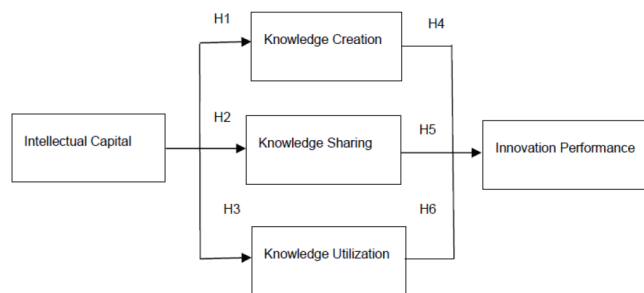 H1
Knowledge Creation
H4
Intellectual Capital
H2
Knowledge Sharing
H5
Innovation Performance
H3
Knowledge Utilization
H6